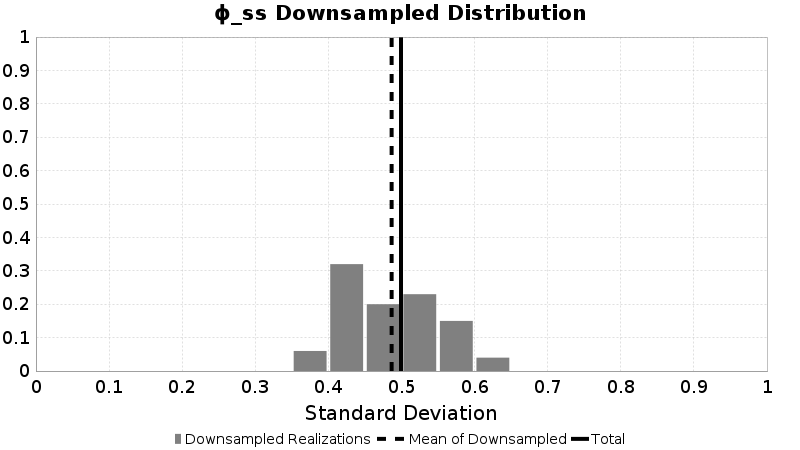 ϕ_ss Downsampled Distribution
1
0.9
0.8
0.7
0.6
0.5
0.4
0.3
0.2
0.1
0
0 0.1 0.2 0.3 0.4 0.5 0.6 0.7 0.8 0.9 1
Standard Deviation
Downsampled Realizations Mean of Downsampled Total